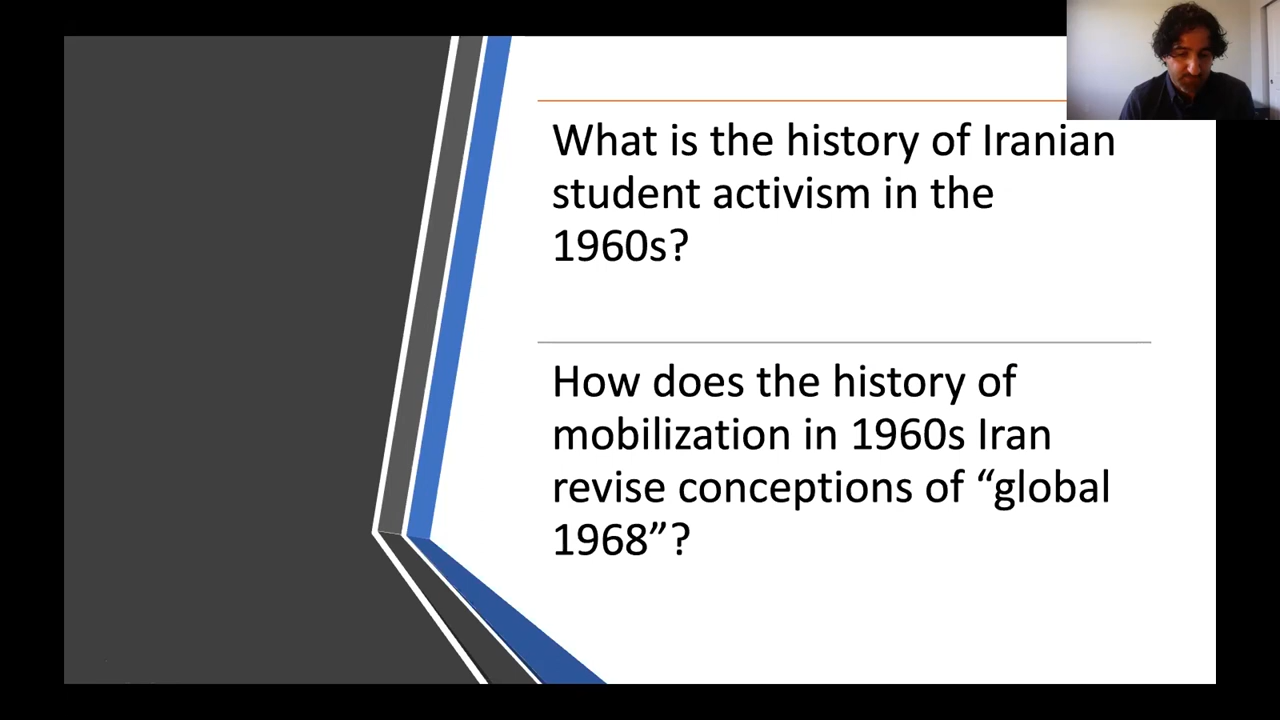 What is the history of Iranian
student activism in the
1960s?
How does the history of
mobilization in 1960s Iran
revise conceptions of “global
1968”?